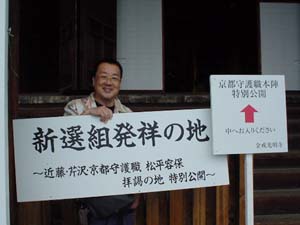 新選組発祥の地
～近藤・芹沢・京都守護職 松平容保
拝謁の地 特別公開～
京都守護職本陣
特別公開
中へお入りください
金戒光明寺